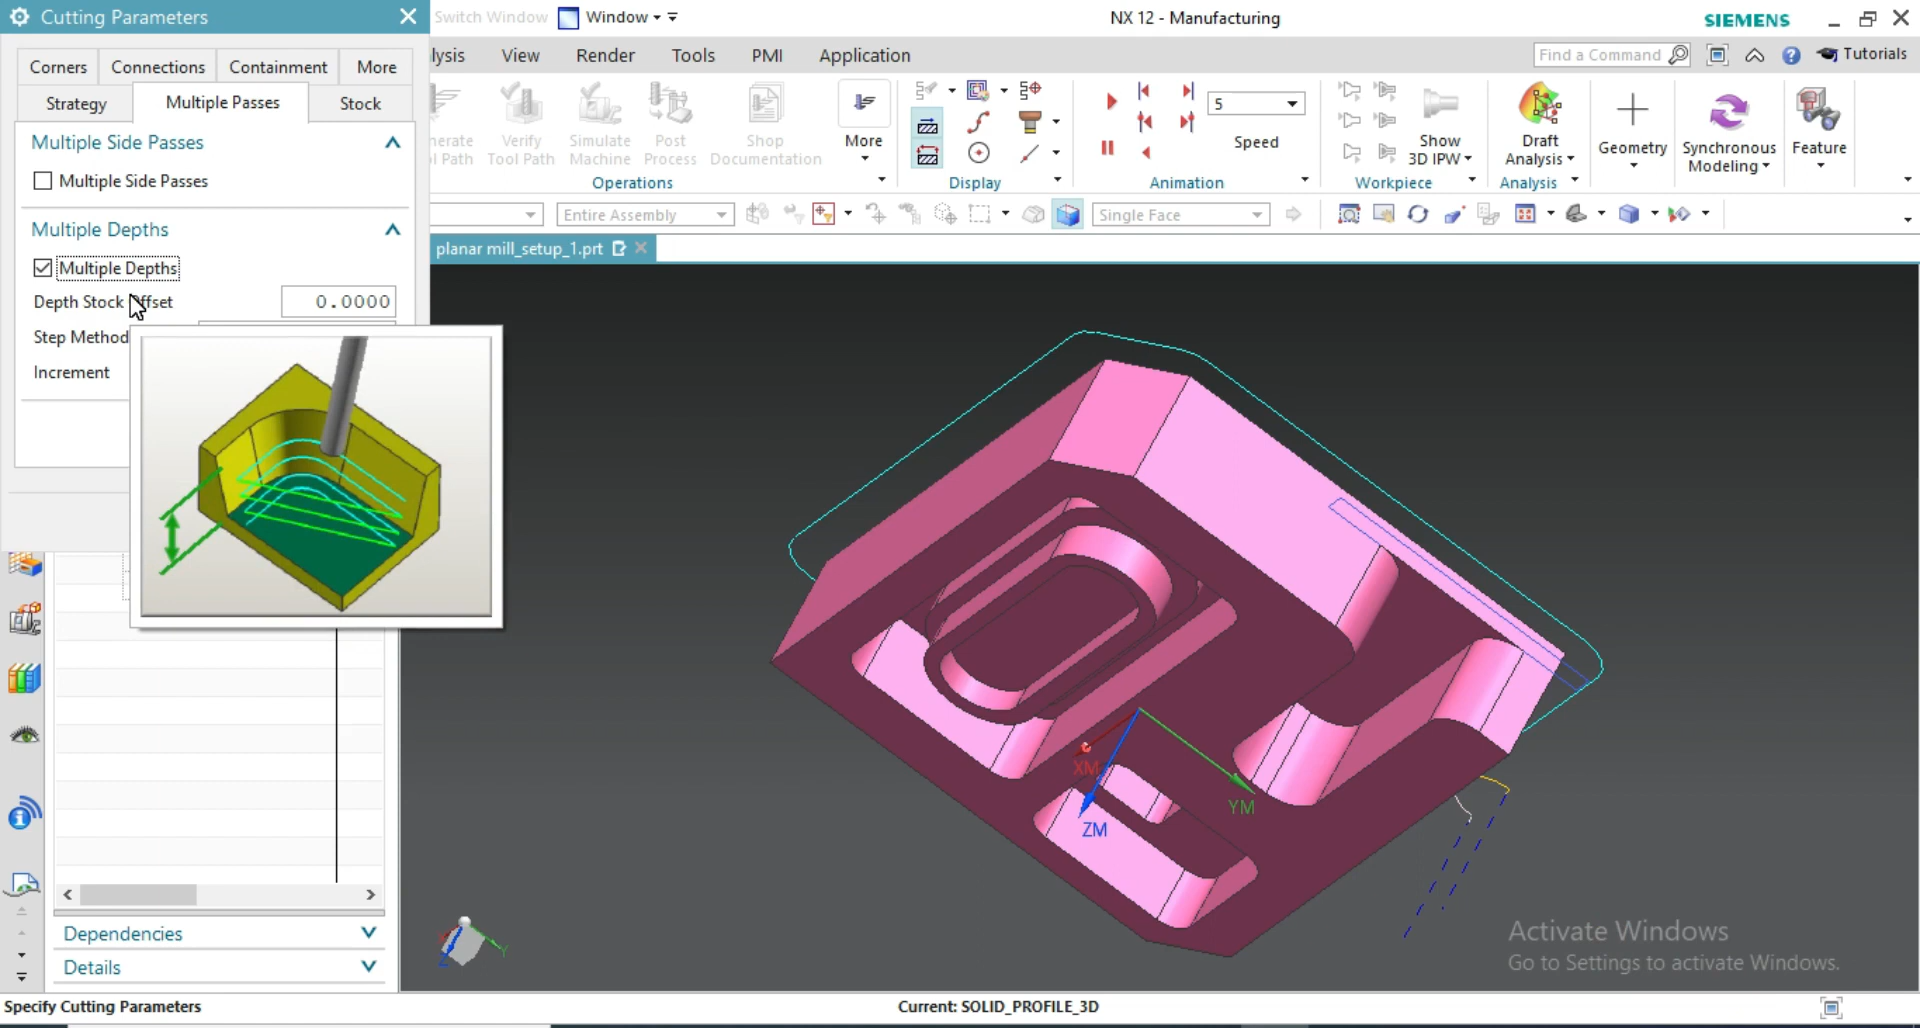 Cutting Parameters
Switch Window
Window
NX 12 - Manufacturing
SIEMENS
lysis
View
Render
Tools
PMI
Application
Find a Command
Tutorials
Corners
Connections
Containment
More
Strategy
Multiple Passes
Stock
Multiple Side Passes
Multiple Side Passes
Multiple Depths
Multiple Depths
Depth Stock Offset
0.0000
Step Method
Increment
nerate
l Path
Verify
Tool Path
Simulate
Machine
Post
Process
Shop
Documentation
More
Operations
Display
5
Speed
Animation
Show
3D IPW
Workpiece
Draft
Analysis
Analysis
Geometry
Synchronous
Modeling
Feature
Entire Assembly
Single Face
planar mill_setup_1.prt
XM
YM
ZM
Y
Z
Dependencies
Details
Activate Windows
Go to Settings to activate Windows.
Specify Cutting Parameters
Current: SOLID_PROFILE_3D